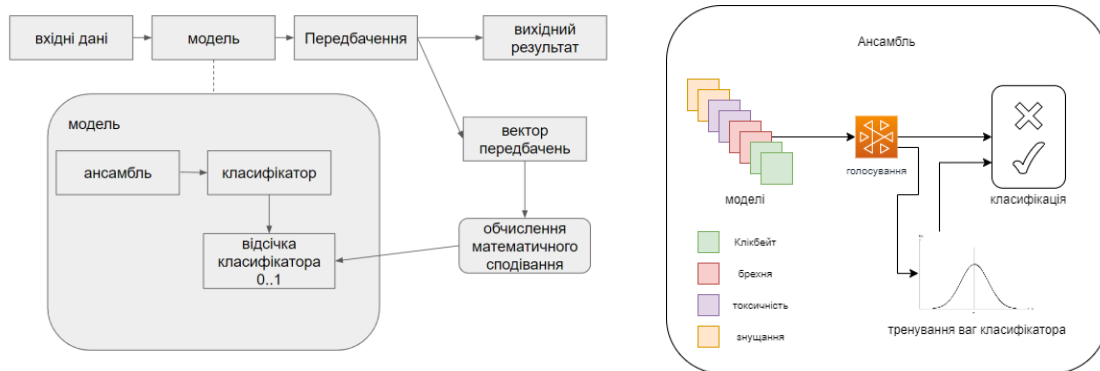 вхідні дані
модель
Передбачення
вихідний
результат
модель
ансамбль
класифікатор
відсічка
класифікатора
0..1
вектор
передбачень
обчислення
математичного
сподівання
Ансамбль
моделі
голосування
класифікація
Клікбейт
брехня
токсичність
знущання
тренування ваг класифікатора